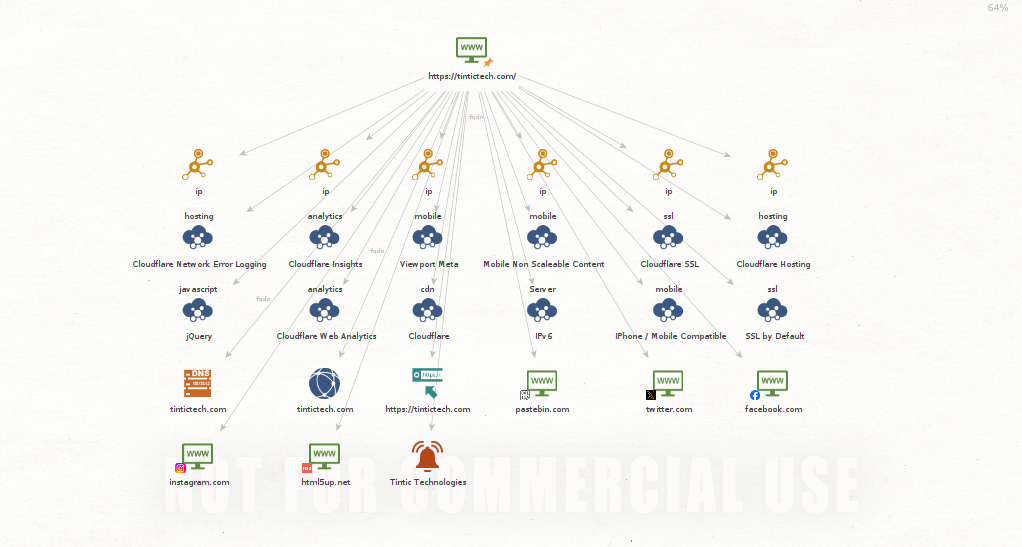 64%
WWW
https://tintictech.com/
fqdn
ip ip ip ip ip ip
hosting analytics mobile mobile ssl hosting
fqdn
Cloudflare Network Error Logging Cloudflare Insights Viewport Meta Mobile Non Scaleable Content Cloudflare SSL Cloudflare Hosting
javascript analytics cdn Server mobile ssl
fqdn
jQuery Cloudflare Web Analytics Cloudflare IPv6 IPhone / Mobile Compatible SSL by Default
DNS https:// WWW WWW WWW
tintictech.com tintictech.com https://tintictech.com pastebin.com twitter.com facebook.com
WWW WWW
instagram.com html5up.net Tintic Technologies
NOT FOR COMMERCIAL USE